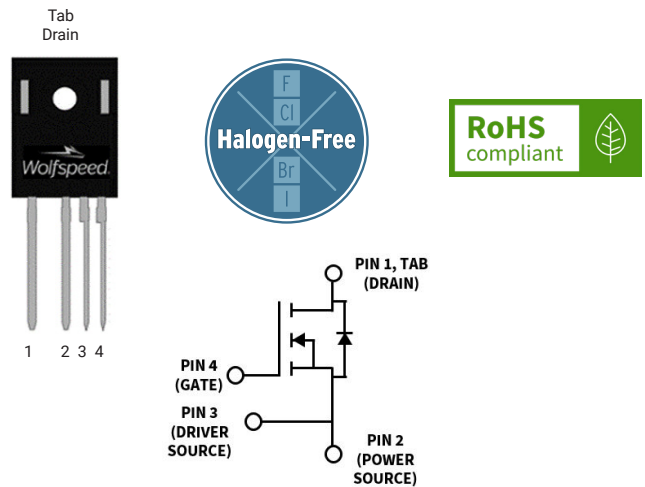 Tab
Drain
Wolfspeed.
1 2 3 4
F
Cl
Halogen-Free
Br
I
RoHS
compliant
PIN 1, TAB
(DRAIN)
PIN 4
(GATE)
PIN 3
(DRIVER
SOURCE)
PIN 2
(POWER
SOURCE)